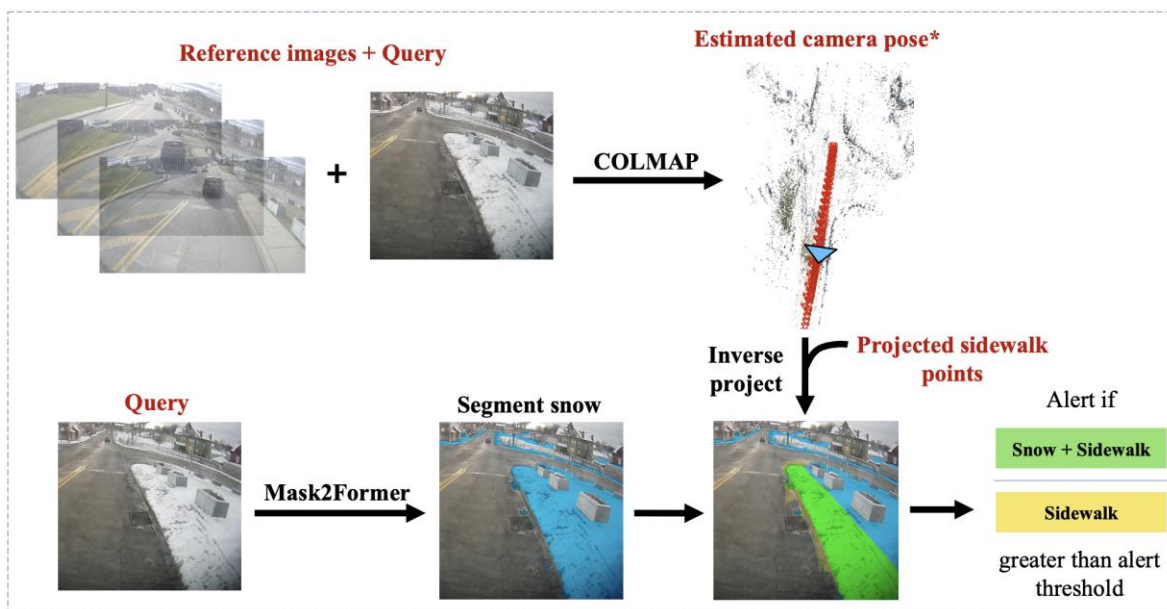 Reference images + Query
Estimated camera pose*
+
COLMAP
Inverse
project
Projected sidewalk
points
Query
Segment snow
Mask2Former
Alert if
Snow + Sidewalk
Sidewalk
greater than alert
threshold